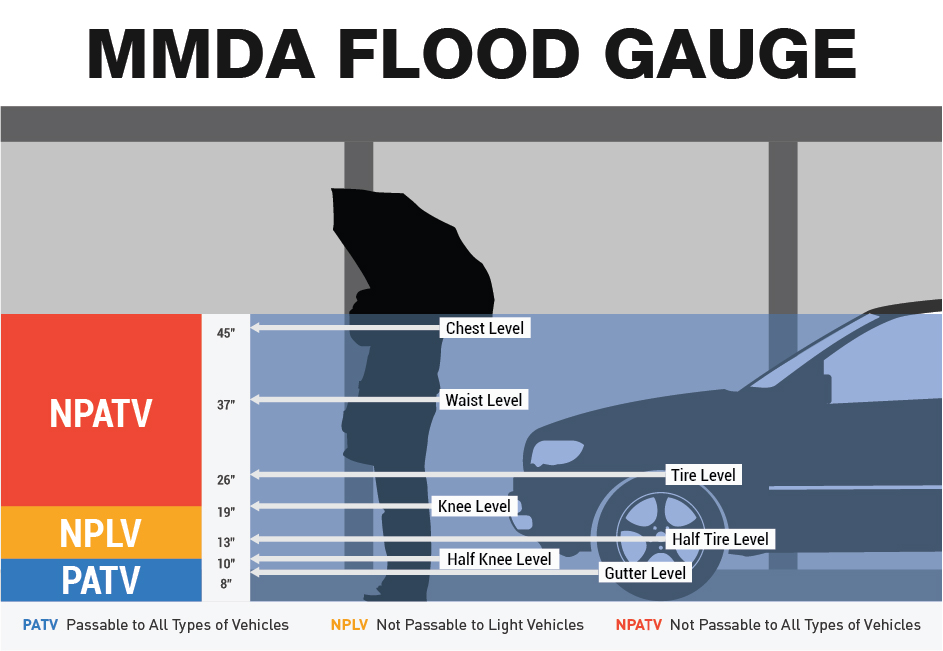 MMDA FLOOD GAUGE
NPATV
NPLV
PATV
45"
37"
26"
19"
13"
10"
8"
Chest Level
Waist Level
Tire Level
Knee Level
Half Tire Level
Half Knee Level
Gutter Level
PATV Passable to All Types of Vehicles NPLV Not Passable to Light Vehicles NPATV Not Passable to All Types of Vehicles